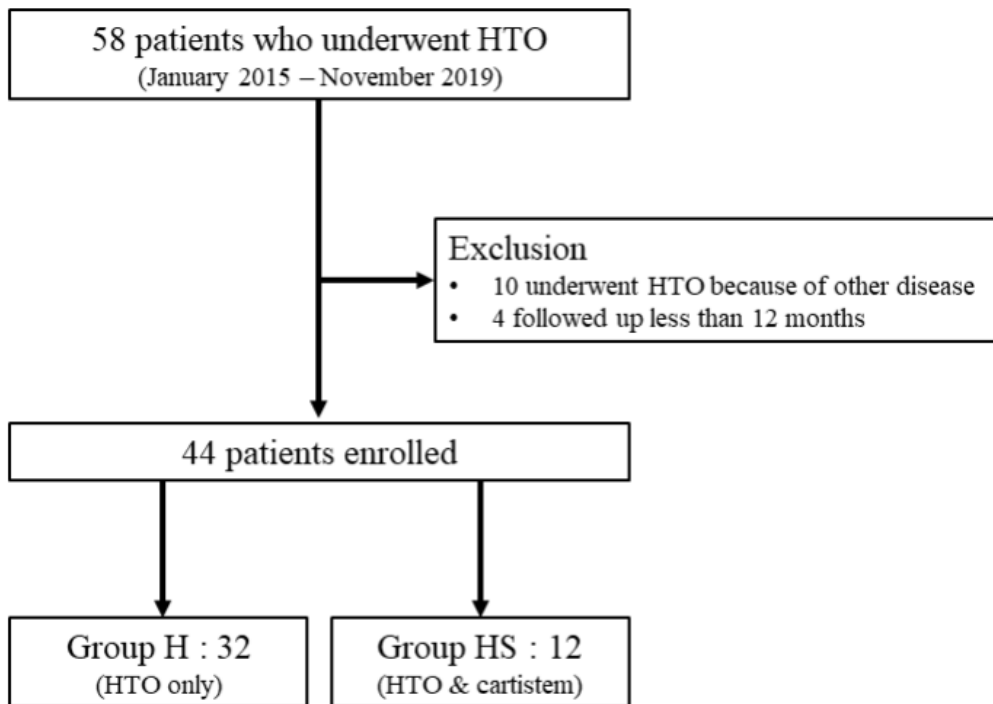 58 patients who underwent HTO
(January 2015 – November 2019)
Exclusion
• 10 underwent HTO because of other disease
• 4 followed up less than 12 months
44 patients enrolled
Group H : 32
(HTO only)
Group HS : 12
(HTO & cartistem)